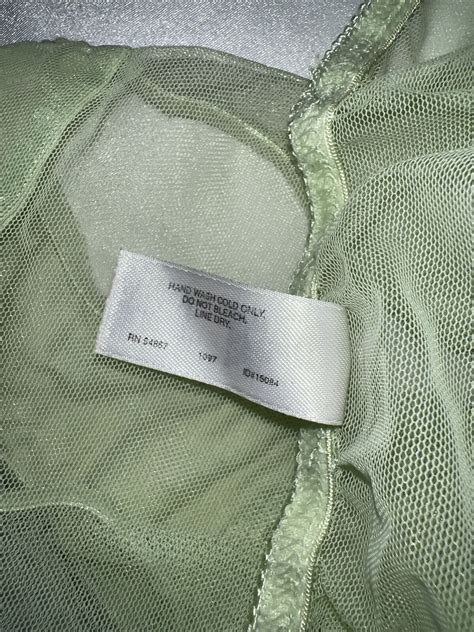 HAND WASH COLD ONLY.
DO NOT BLEACH.
LINE DRY.
RN 54867 1097 ID#15084